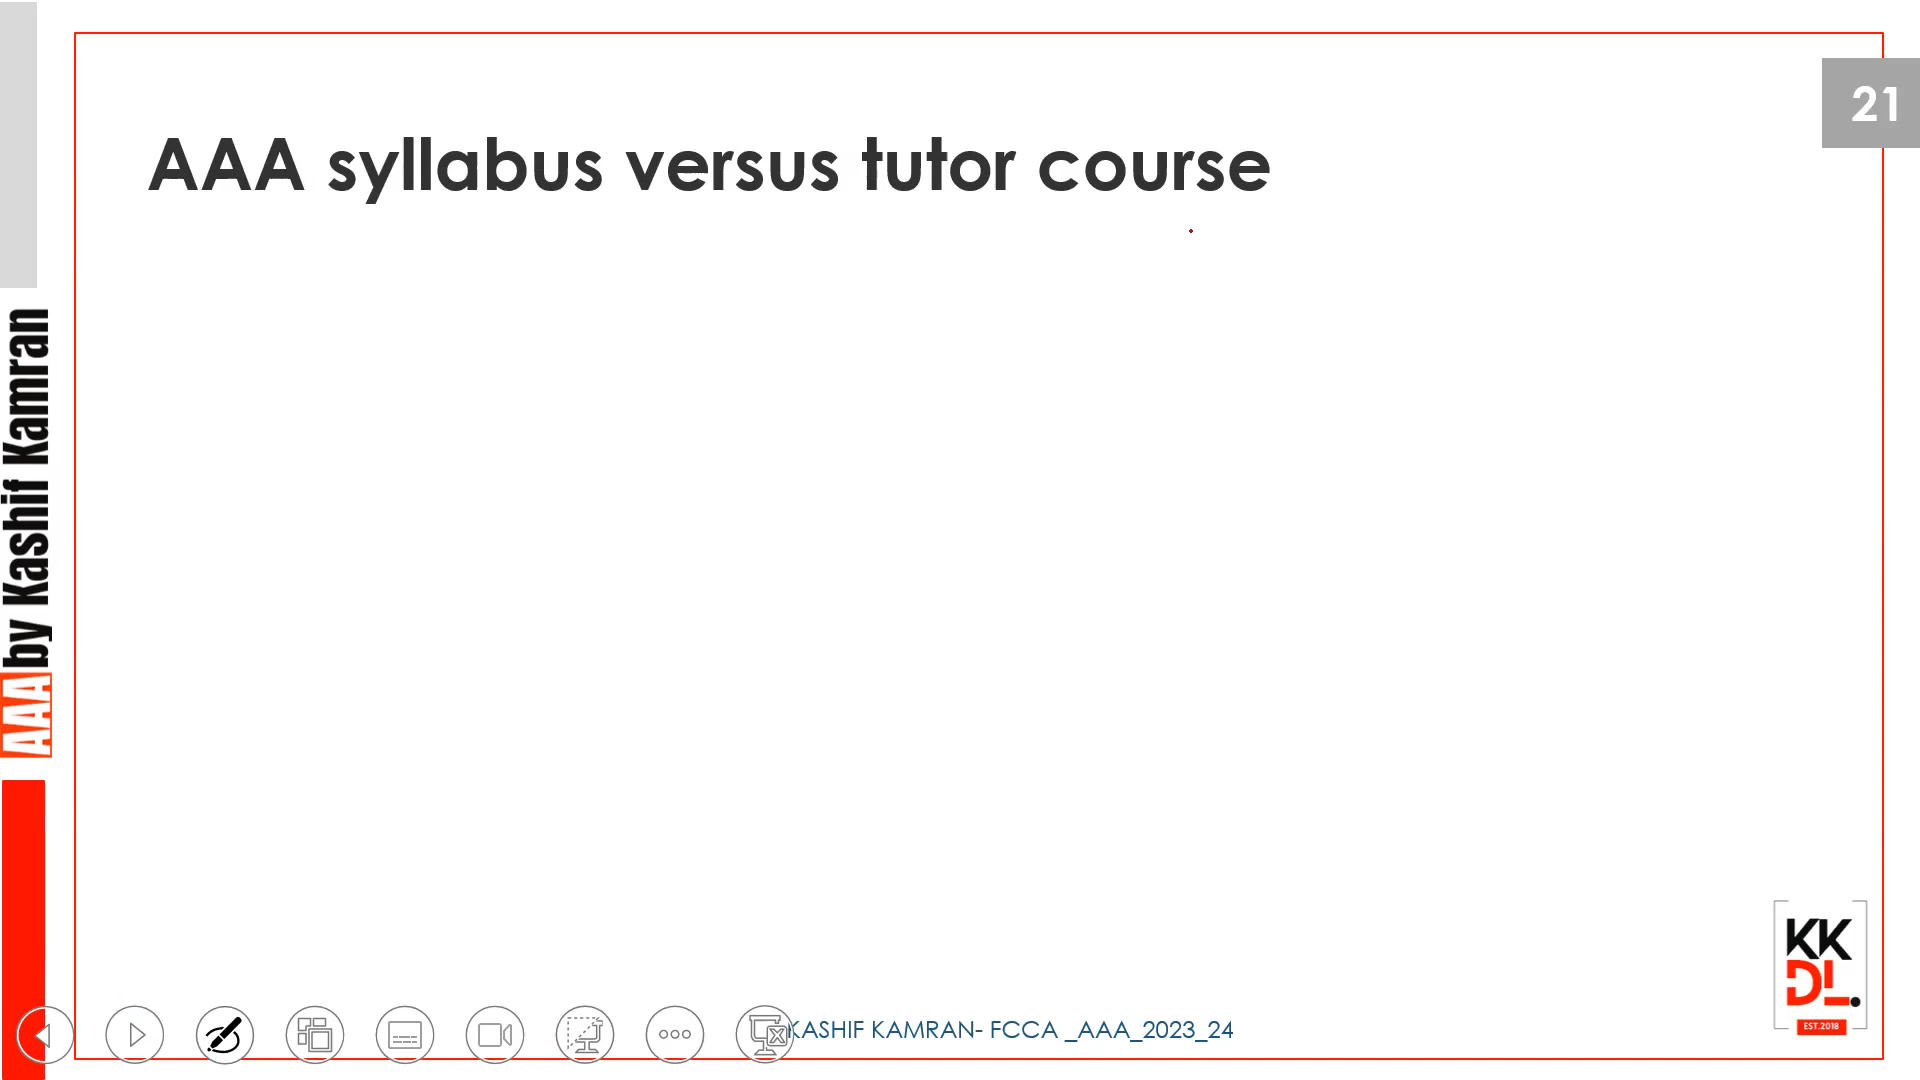 21
AAA syllabus versus tutor course
AAA by Kashif Kamran
KK
DL.
EST.2018
KASHIF KAMRAN- FCCA _AAA_2023_24